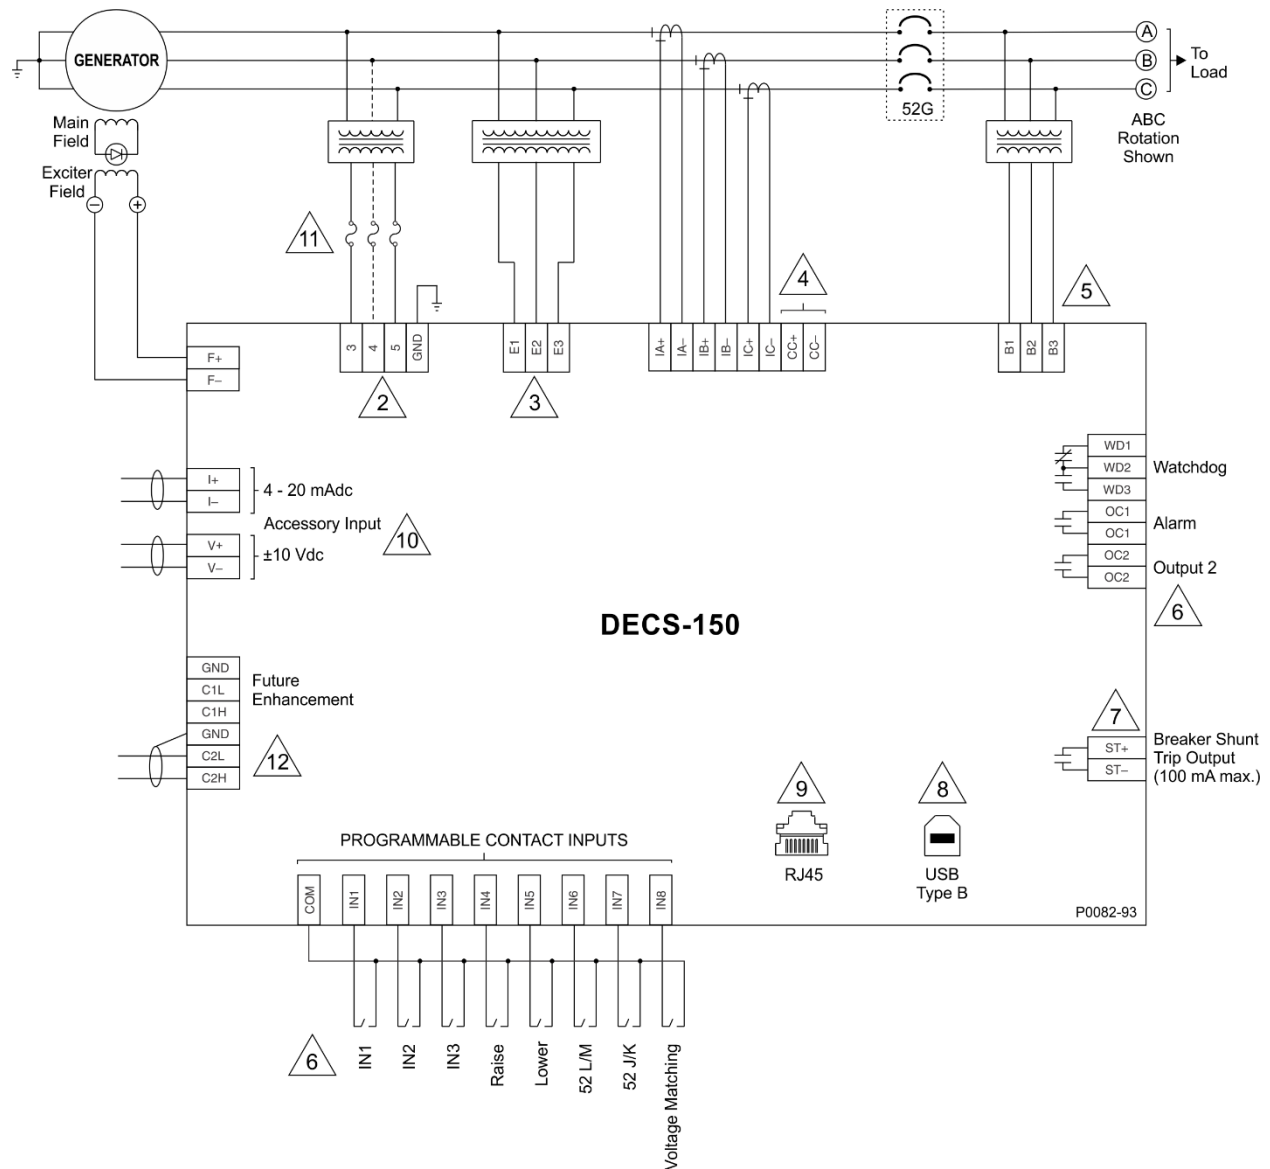 GENERATOR
A
B
C
To
Load
52G
ABC
Rotation
Shown
Main
Field
Exciter
Field
−
+
11
4
5
3
4
5
GND
E1
E2
E3
IA+
IA−
IB+
IB−
IC+
IC−
CC+
CC−
B1
B2
B3
2
3
F+
F−
I+
I−
4 - 20 mAdc
Accessory Input
10
V+
V−
±10 Vdc
WD1
WD2
WD3
Watchdog
OC1
OC1
Alarm
OC2
OC2
Output 2
6
DECS-150
GND
C1L
C1H
Future
Enhancement
GND
C2L
C2H
12
7
ST+
ST−
Breaker Shunt
Trip Output
(100 mA max.)
9
RJ45
8
USB
Type B
PROGRAMMABLE CONTACT INPUTS
COM
IN1
IN2
IN3
IN4
IN5
IN6
IN7
IN8
P0082-93
6
IN1
IN2
IN3
Raise
Lower
52 L/M
52 J/K
Voltage Matching